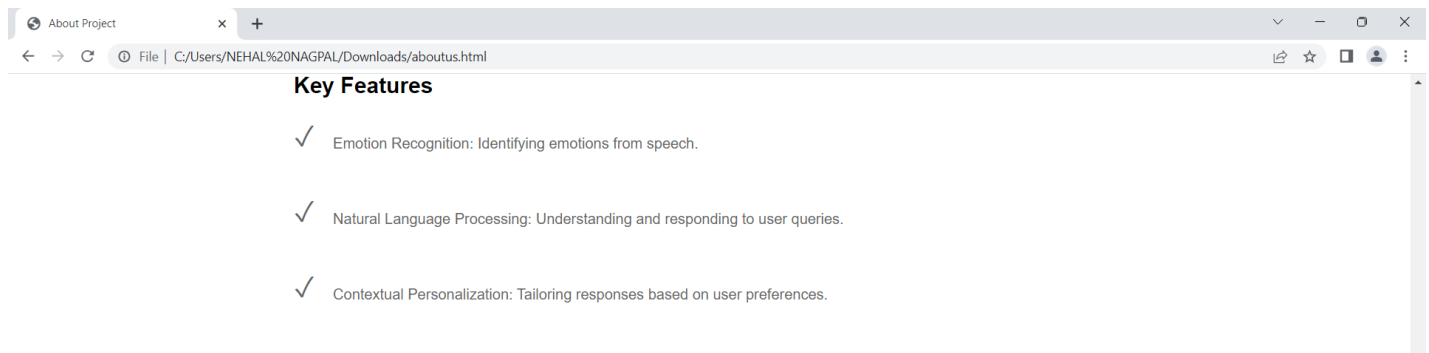 About Project
File | C:/Users/NEHAL%20NAGPAL/Downloads/aboutus.html
Key Features
✓ Emotion Recognition: Identifying emotions from speech.
✓ Natural Language Processing: Understanding and responding to user queries.
✓ Contextual Personalization: Tailoring responses based on user preferences.